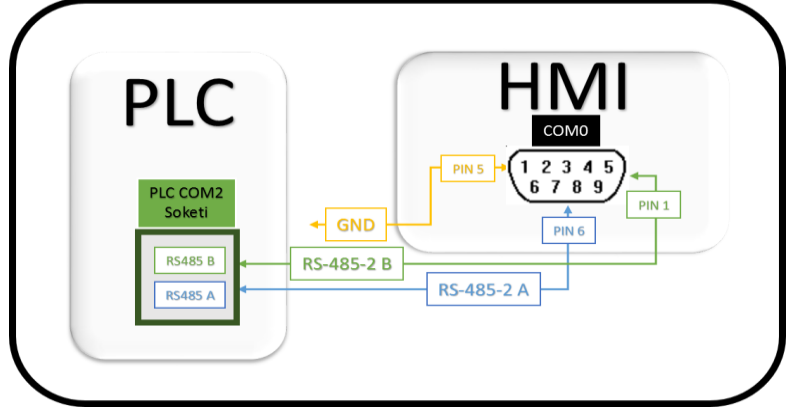 PLC
HMI
COM0
1 2 3 4 5
6 7 8 9
PIN 5
PIN 1
PIN 6
PLC COM2
Soketi
GND
RS485 B
RS-485-2 B
RS485 A
RS-485-2 A